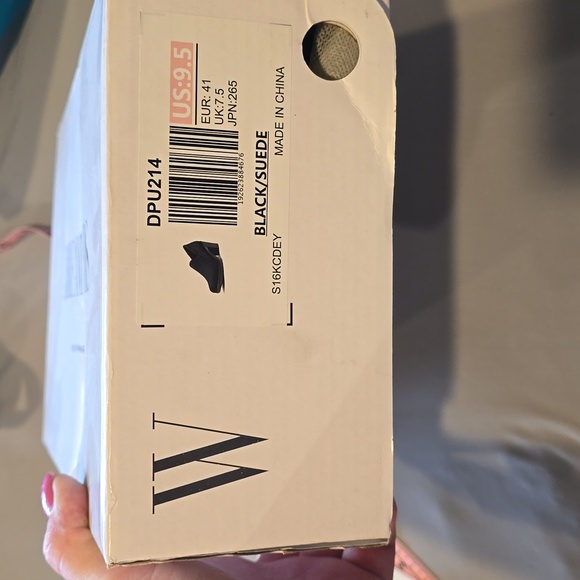 DPU214
US:9.5
EUR: 41
UK:7.5
JPN:265
192623884676
BLACK/SUEDE
S16KCDEY
MADE IN CHINA
W